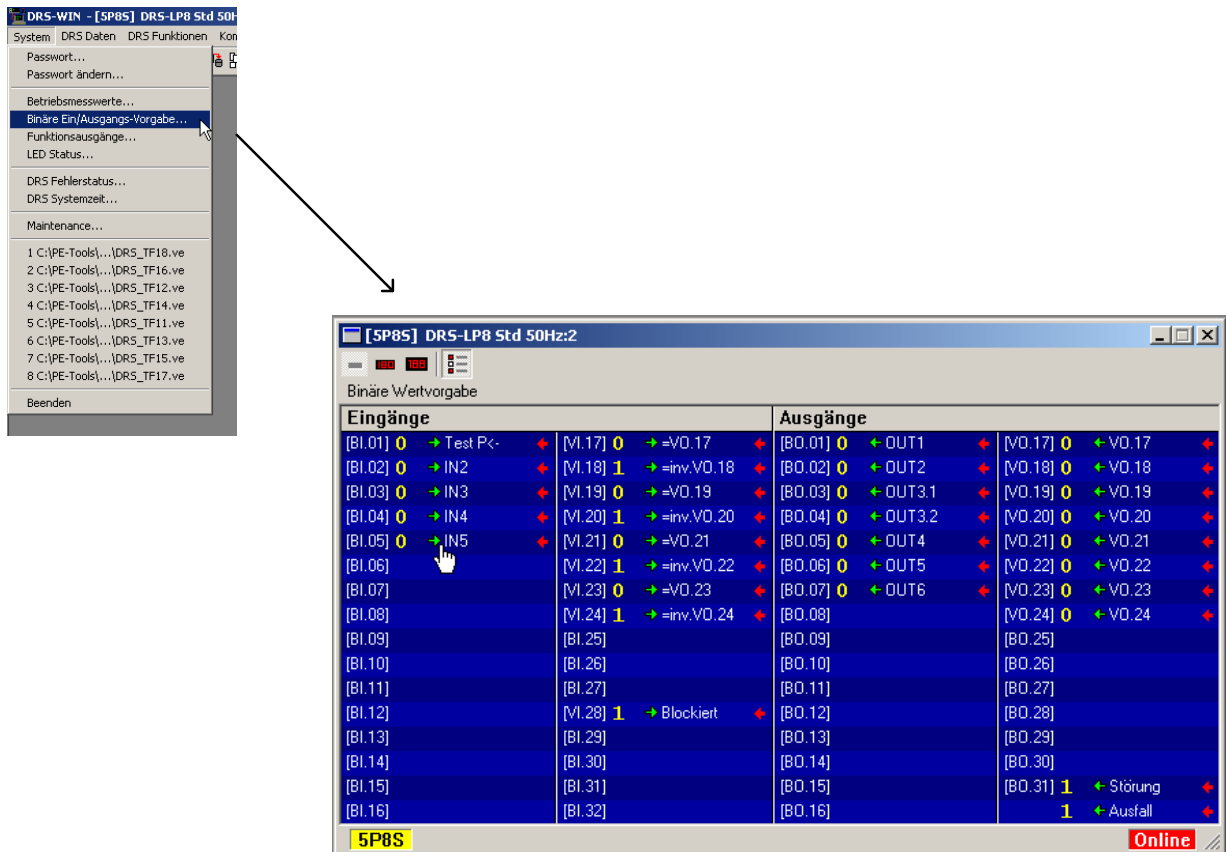 DRS-WIN - [5P8S] DRS-LP8 Std 50H
System DRS Daten DRS Funktionen Kon
Passwort...
Passwort ändern...
Betriebsmesswerte...
Binäre Ein/Ausgangs-Vorgabe...
Funktionsausgänge...
LED Status...
DRS Fehlerstatus...
DRS Systemzeit...
Maintenance...
1 C:\PE-Tools\...\DRS_TF18.ve
2 C:\PE-Tools\...\DRS_TF16.ve
3 C:\PE-Tools\...\DRS_TF12.ve
4 C:\PE-Tools\...\DRS_TF14.ve
5 C:\PE-Tools\...\DRS_TF11.ve
6 C:\PE-Tools\...\DRS_TF13.ve
7 C:\PE-Tools\...\DRS_TF15.ve
8 C:\PE-Tools\...\DRS_TF17.ve
Beenden
[5P8S] DRS-LP8 Std 50Hz:2
Binäre Wertvorgabe
Eingänge Ausgänge
[BI.01] 0 Test P<- [VI.17] 0 =VO.17 [BO.01] 0 OUT1 [VO.17] 0 VO.17
[BI.02] 0 IN2 [VI.18] 1 =inv.VO.18 [BO.02] 0 OUT2 [VO.18] 0 VO.18
[BI.03] 0 IN3 [VI.19] 0 =VO.19 [BO.03] 0 OUT3.1 [VO.19] 0 VO.19
[BI.04] 0 IN4 [VI.20] 1 =inv.VO.20 [BO.04] 0 OUT3.2 [VO.20] 0 VO.20
[BI.05] 0 IN5 [VI.21] 0 =VO.21 [BO.05] 0 OUT4 [VO.21] 0 VO.21
[BI.06] [VI.22] 1 =inv.VO.22 [BO.06] 0 OUT5 [VO.22] 0 VO.22
[BI.07] [VI.23] 0 =VO.23 [BO.07] 0 OUT6 [VO.23] 0 VO.23
[BI.08] [VI.24] 1 =inv.VO.24 [BO.08] [VO.24] 0 VO.24
[BI.09] [BI.25] [BO.09] [BO.25]
[BI.10] [BI.26] [BO.10] [BO.26]
[BI.11] [BI.27] [BO.11] [BO.27]
[BI.12] [VI.28] 1 Blockiert [BO.12] [BO.28]
[BI.13] [BI.29] [BO.13] [BO.29]
[BI.14] [BI.30] [BO.14] [BO.30]
[BI.15] [BI.31] [BO.15] [BO.31] 1 Störung
[BI.16] [BI.32] [BO.16] 1 Ausfall
5P8S Online